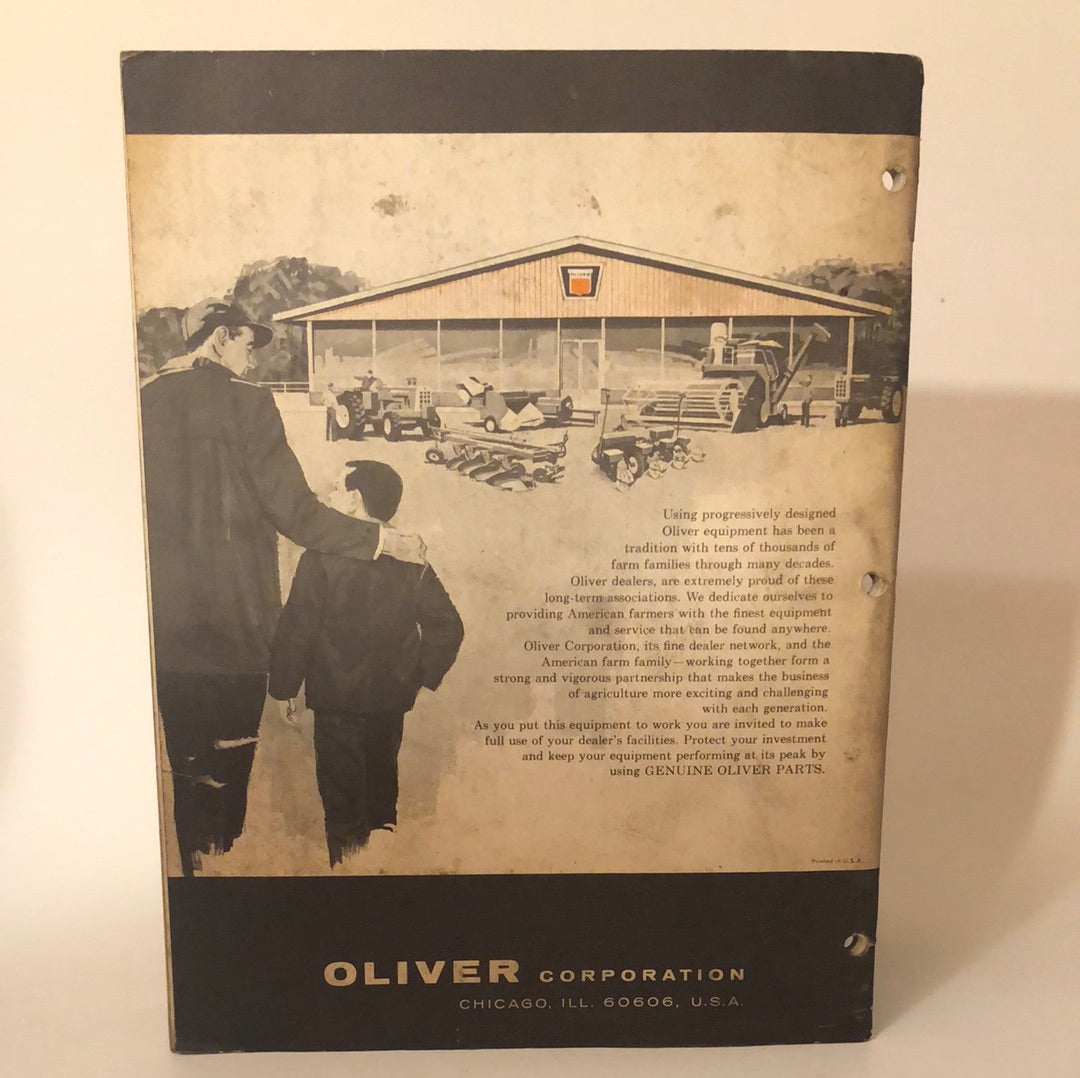 OLIVER
Using progressively designed
Oliver equipment has been a
tradition with tens of thousands of
farm families through many decades.
Oliver dealers, are extremely proud of these
long-term associations. We dedicate ourselves to
providing American farmers with the finest equipment
and service that can be found anywhere.
Oliver Corporation, its fine dealer network, and the
American farm family—working together form a
strong and vigorous partnership that makes the business
of agriculture more exciting and challenging
with each generation.
As you put this equipment to work you are invited to make
full use of your dealer's facilities. Protect your investment
and keep your equipment performing at its peak by
using GENUINE OLIVER PARTS.
Printed in U.S.A.
OLIVER CORPORATION
CHICAGO, ILL. 60606, U.S.A.